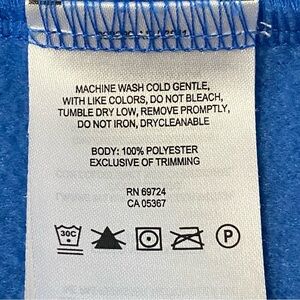 MACHINE WASH COLD GENTLE,
WITH LIKE COLORS, DO NOT BLEACH,
TUMBLE DRY LOW, REMOVE PROMPTLY,
DO NOT IRON, DRYCLEANABLE
BODY: 100% POLYESTER
EXCLUSIVE OF TRIMMING
RN 69724
CA 05367
30C
P